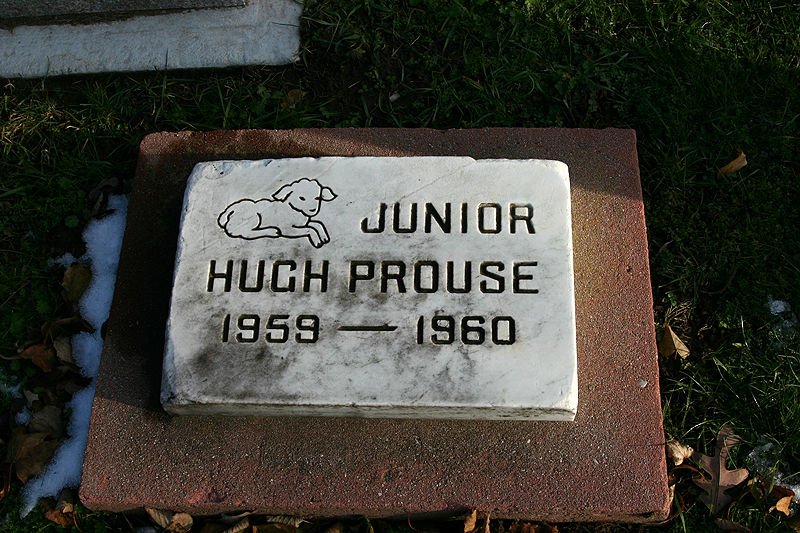 JUNIOR
HUGH PROUSE
1959 — 1960